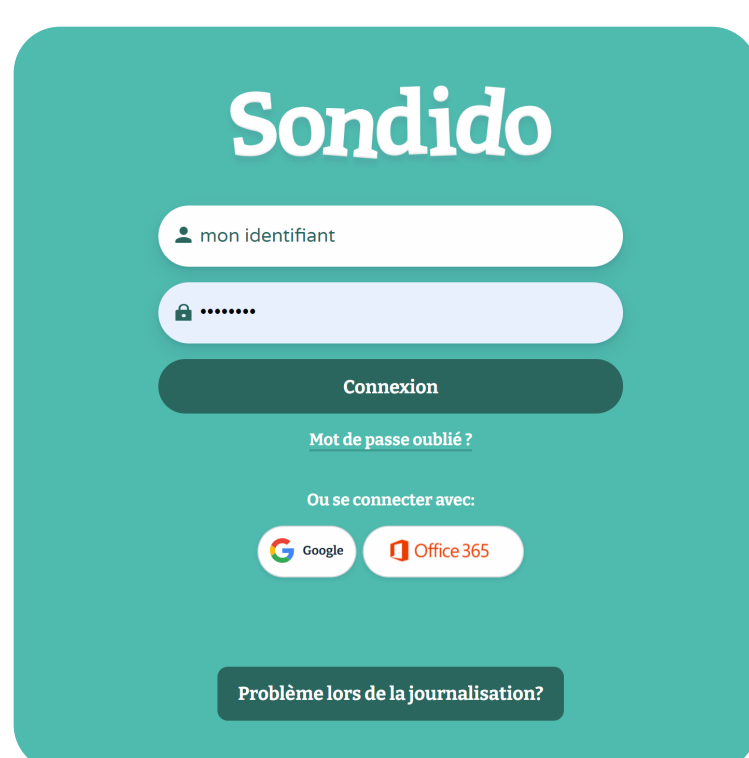 Sondido
mon identifiant
••••••••
Connexion
Mot de passe oublié ?
Ou se connecter avec:
Google
Office 365
Problème lors de la journalisation?